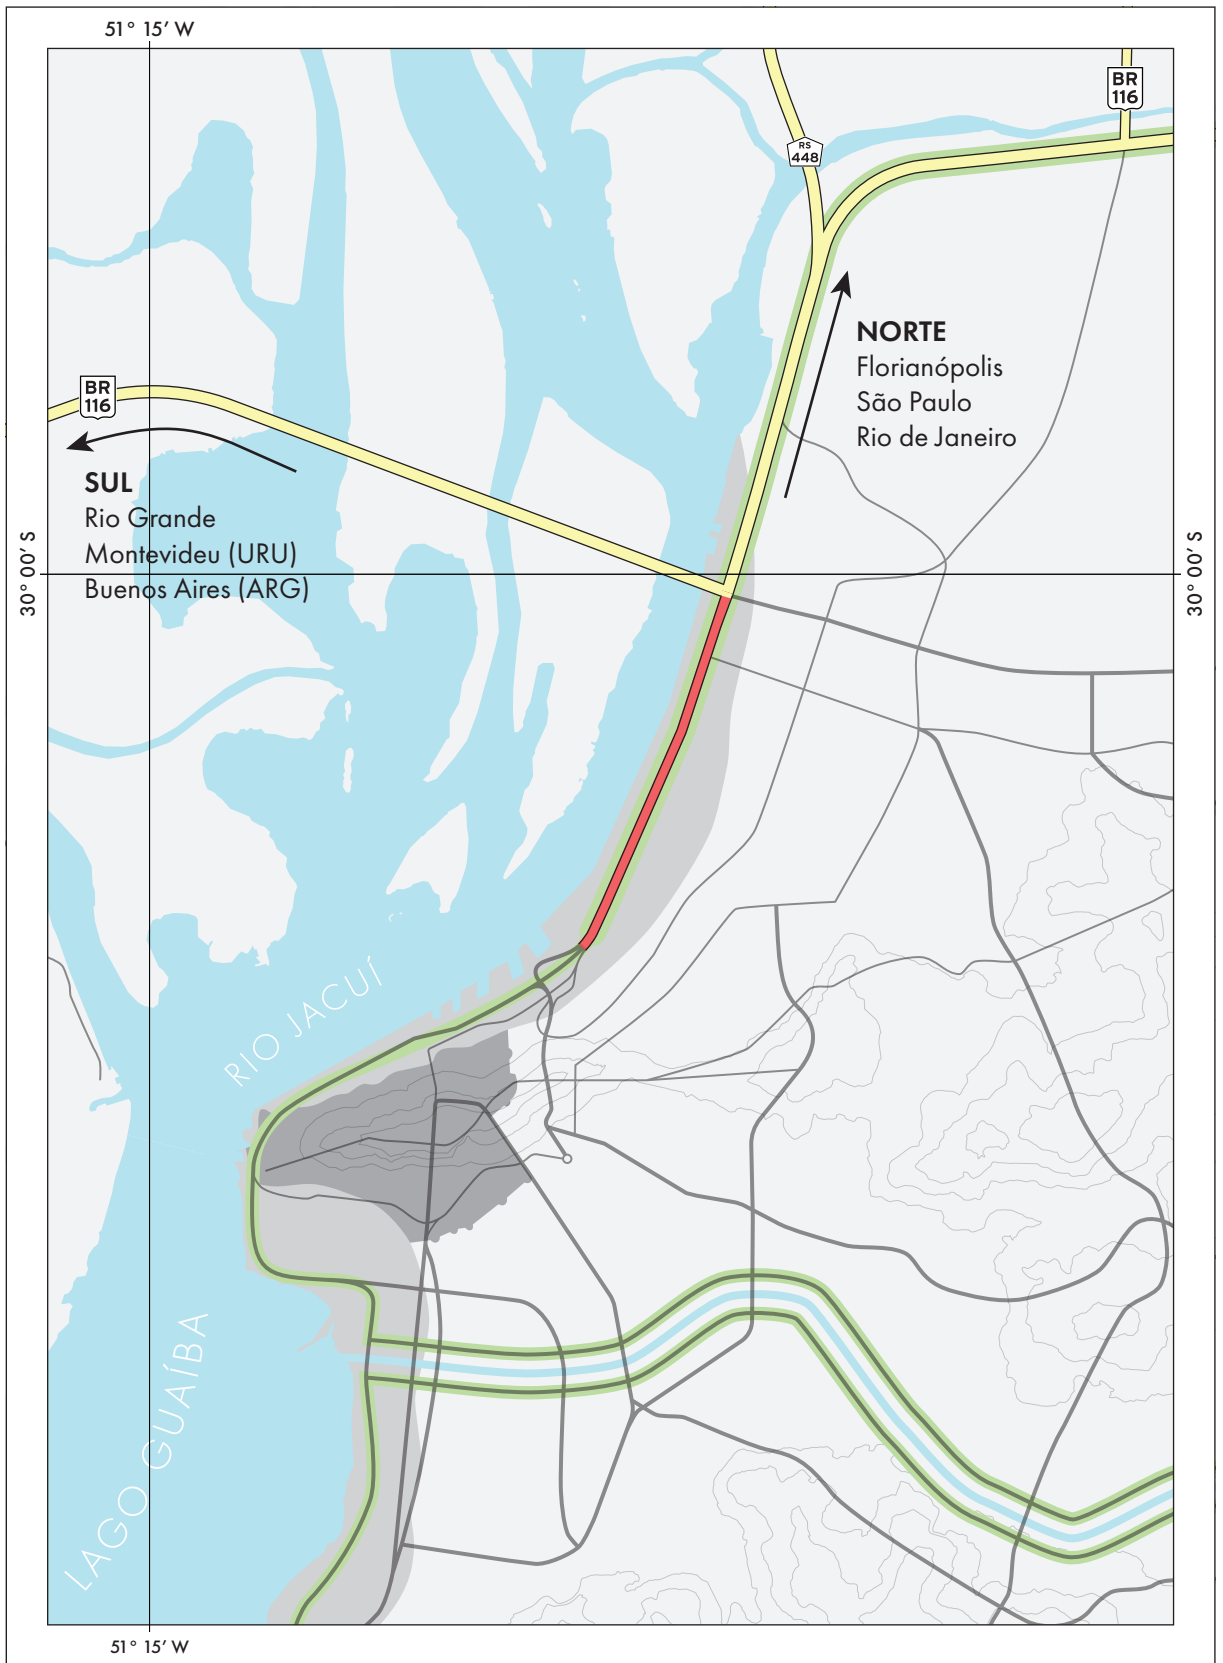 51° 15′ W
BR
116
RS
448
NORTE
Florianópolis
São Paulo
Rio de Janeiro
BR
116
SUL
Rio Grande
Montevideu (URU)
Buenos Aires (ARG)
30° 00′ S
30° 00′ S
RIO JACUÍ
LAGO GUAÍBA
51° 15′ W